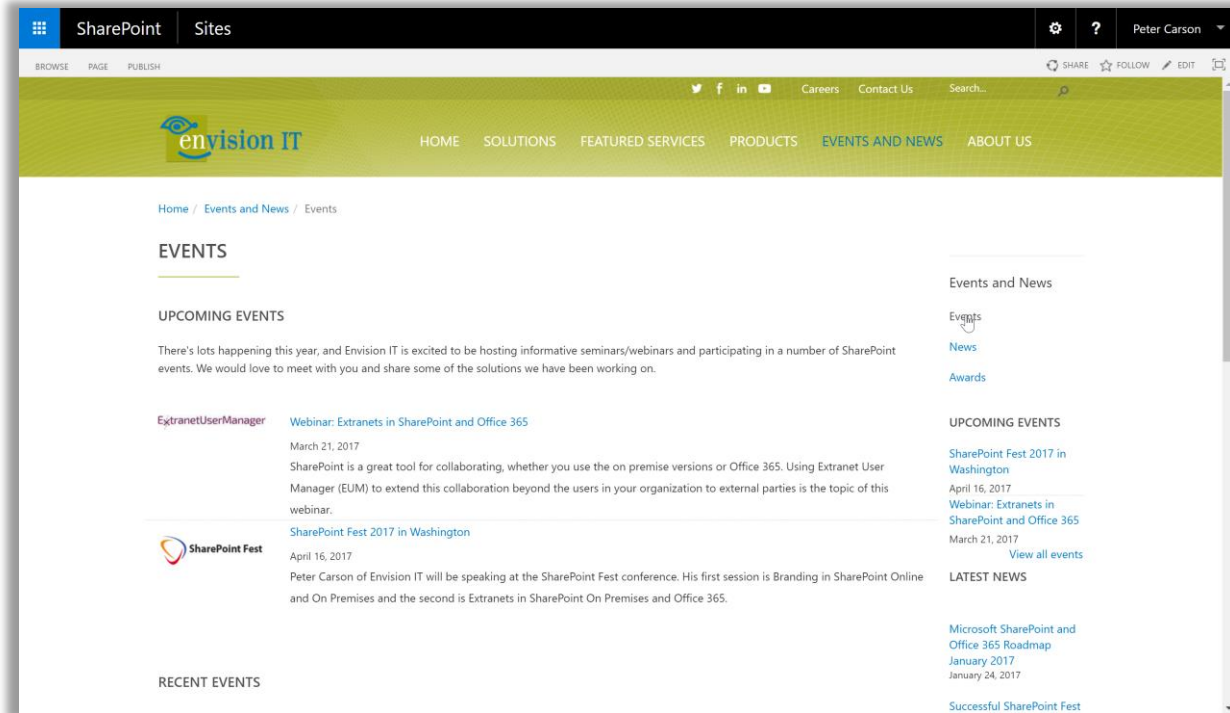 SharePoint Sites Peter Carson
BROWSE PAGE PUBLISH SHARE FOLLOW EDIT
Careers Contact Us Search...
envision IT
HOME SOLUTIONS FEATURED SERVICES PRODUCTS EVENTS AND NEWS ABOUT US
Home / Events and News / Events
EVENTS
UPCOMING EVENTS
There's lots happening this year, and Envision IT is excited to be hosting informative seminars/webinars and participating in a number of SharePoint
events. We would love to meet with you and share some of the solutions we have been working on.
ExtranetUserManager
Webinar: Extranets in SharePoint and Office 365
March 21, 2017
SharePoint is a great tool for collaborating, whether you use the on premise versions or Office 365. Using Extranet User
Manager (EUM) to extend this collaboration beyond the users in your organization to external parties is the topic of this
webinar.
SharePoint Fest
SharePoint Fest 2017 in Washington
April 16, 2017
Peter Carson of Envision IT will be speaking at the SharePoint Fest conference. His first session is Branding in SharePoint Online
and On Premises and the second is Extranets in SharePoint On Premises and Office 365.
RECENT EVENTS
Events and News
Events
News
Awards
UPCOMING EVENTS
SharePoint Fest 2017 in
Washington
April 16, 2017
Webinar: Extranets in
SharePoint and Office 365
March 21, 2017
View all events
LATEST NEWS
Microsoft SharePoint and
Office 365 Roadmap
January 2017
January 24, 2017
Successful SharePoint Fest